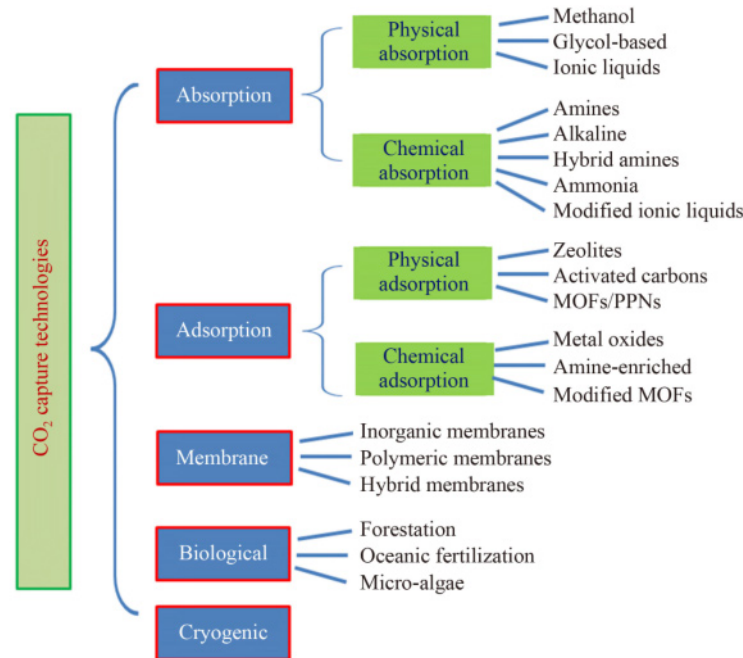 CO₂ capture technologies
Absorption
Physical
absorption
Methanol
Glycol-based
Ionic liquids
Chemical
absorption
Amines
Alkaline
Hybrid amines
Ammonia
Modified ionic liquids
Adsorption
Physical
adsorption
Zeolites
Activated carbons
MOFs/PPNs
Chemical
adsorption
Metal oxides
Amine-enriched
Modified MOFs
Membrane
Inorganic membranes
Polymeric membranes
Hybrid membranes
Biological
Forestation
Oceanic fertilization
Micro-algae
Cryogenic